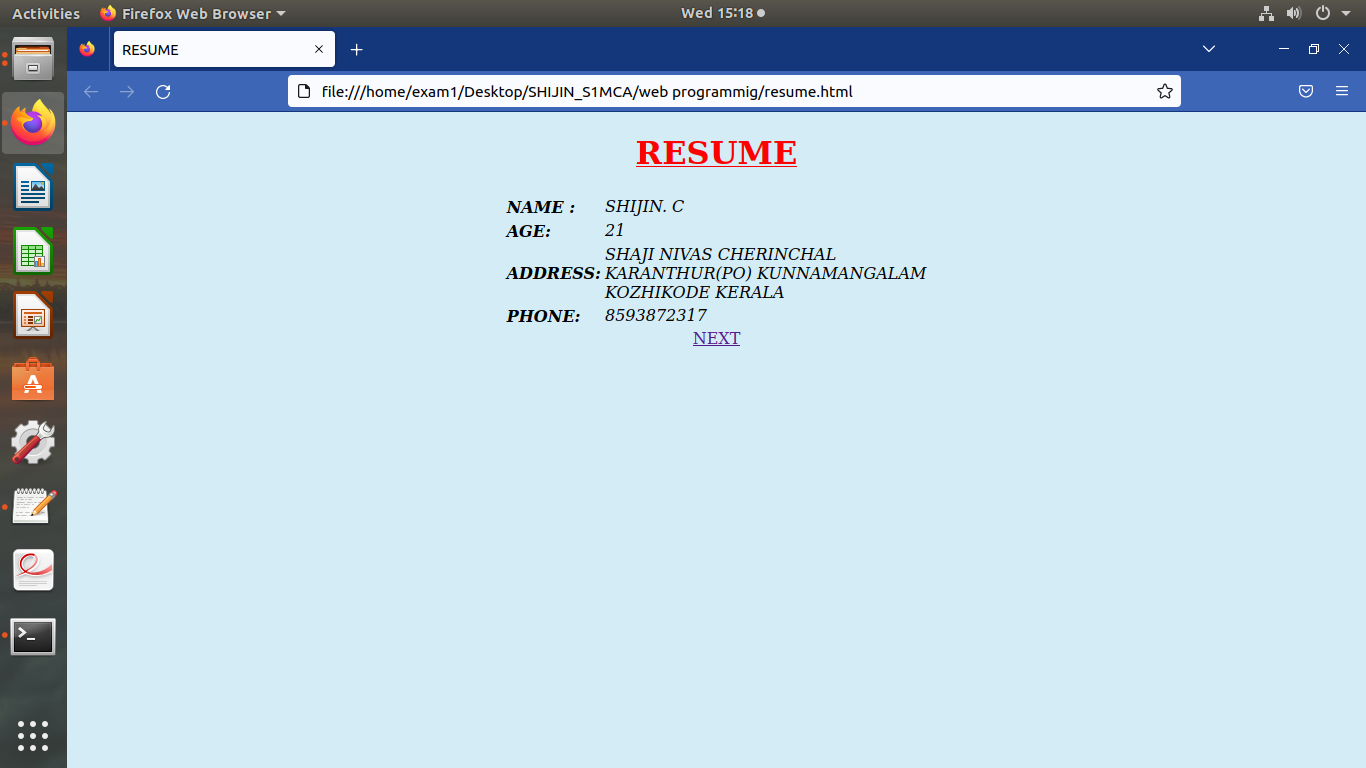 Activities
Firefox Web Browser
Wed 15:18
RESUME
file:///home/exam1/Desktop/SHIJIN_S1MCA/web programmig/resume.html
RESUME
NAME : SHIJIN. C
AGE: 21
SHAJI NIVAS CHERINCHAL
ADDRESS: KARANTHUR(PO) KUNNAMANGALAM
KOZHIKODE KERALA
PHONE: 8593872317
NEXT